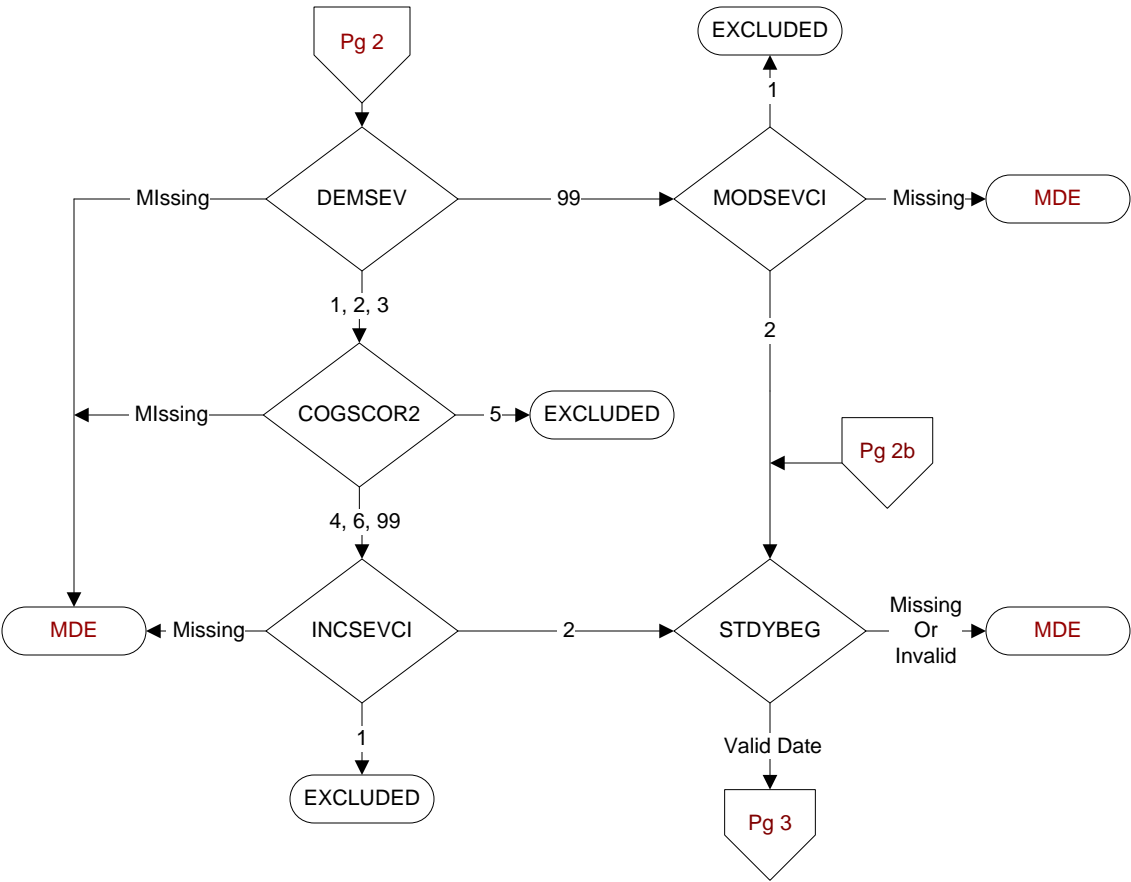 Pg 2
EXCLUDED
1
MIssing
DEMSEV
99
MODSEVCI
Missing
MDE
1, 2, 3
2
MIssing
COGSCOR2
5
EXCLUDED
Pg 2b
4, 6, 99
MDE
Missing
INCSEVCI
2
STDYBEG
Missing
Or
Invalid
MDE
1
Valid Date
EXCLUDED
Pg 3